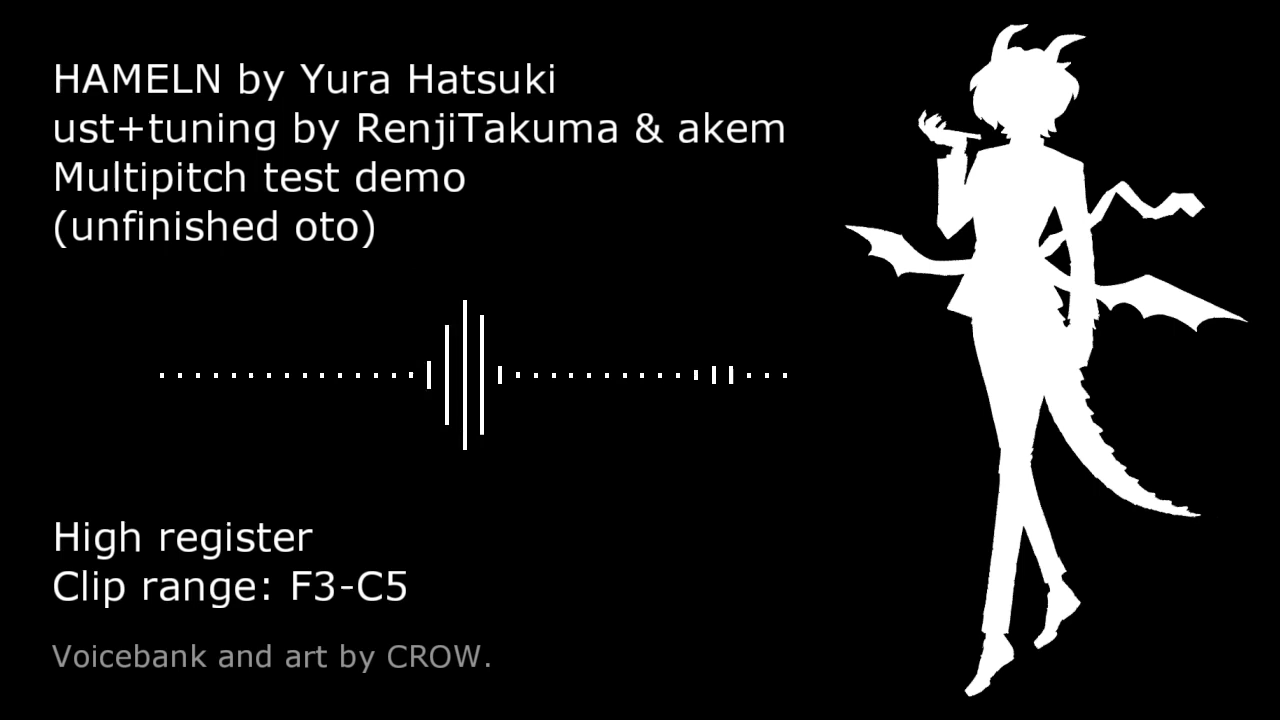 HAMELN by Yura Hatsuki
ust+tuning by RenjiTakuma & akem
Multipitch test demo
(unfinished oto)
High register
Clip range: F3-C5
Voicebank and art by CROW.